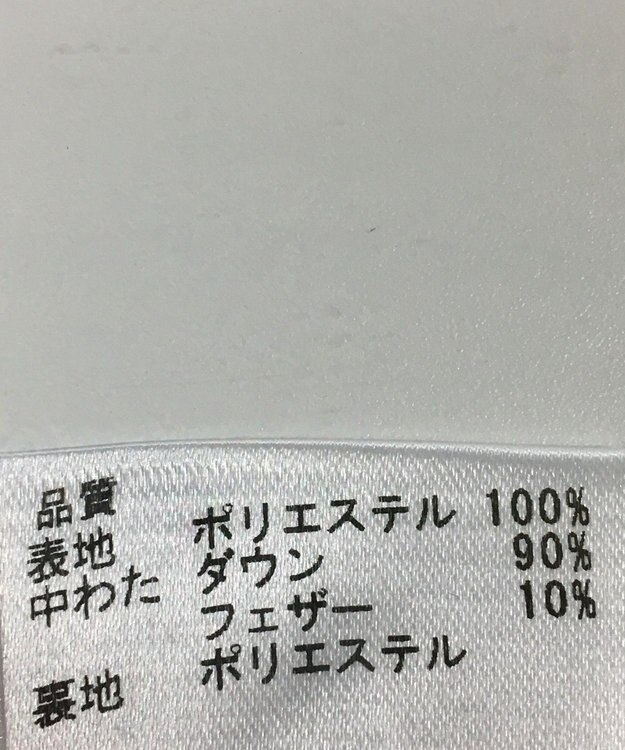 品質
表地 ポリエステル 100%
中わた ダウン 90%
フェザー 10%
裏地 ポリエステル